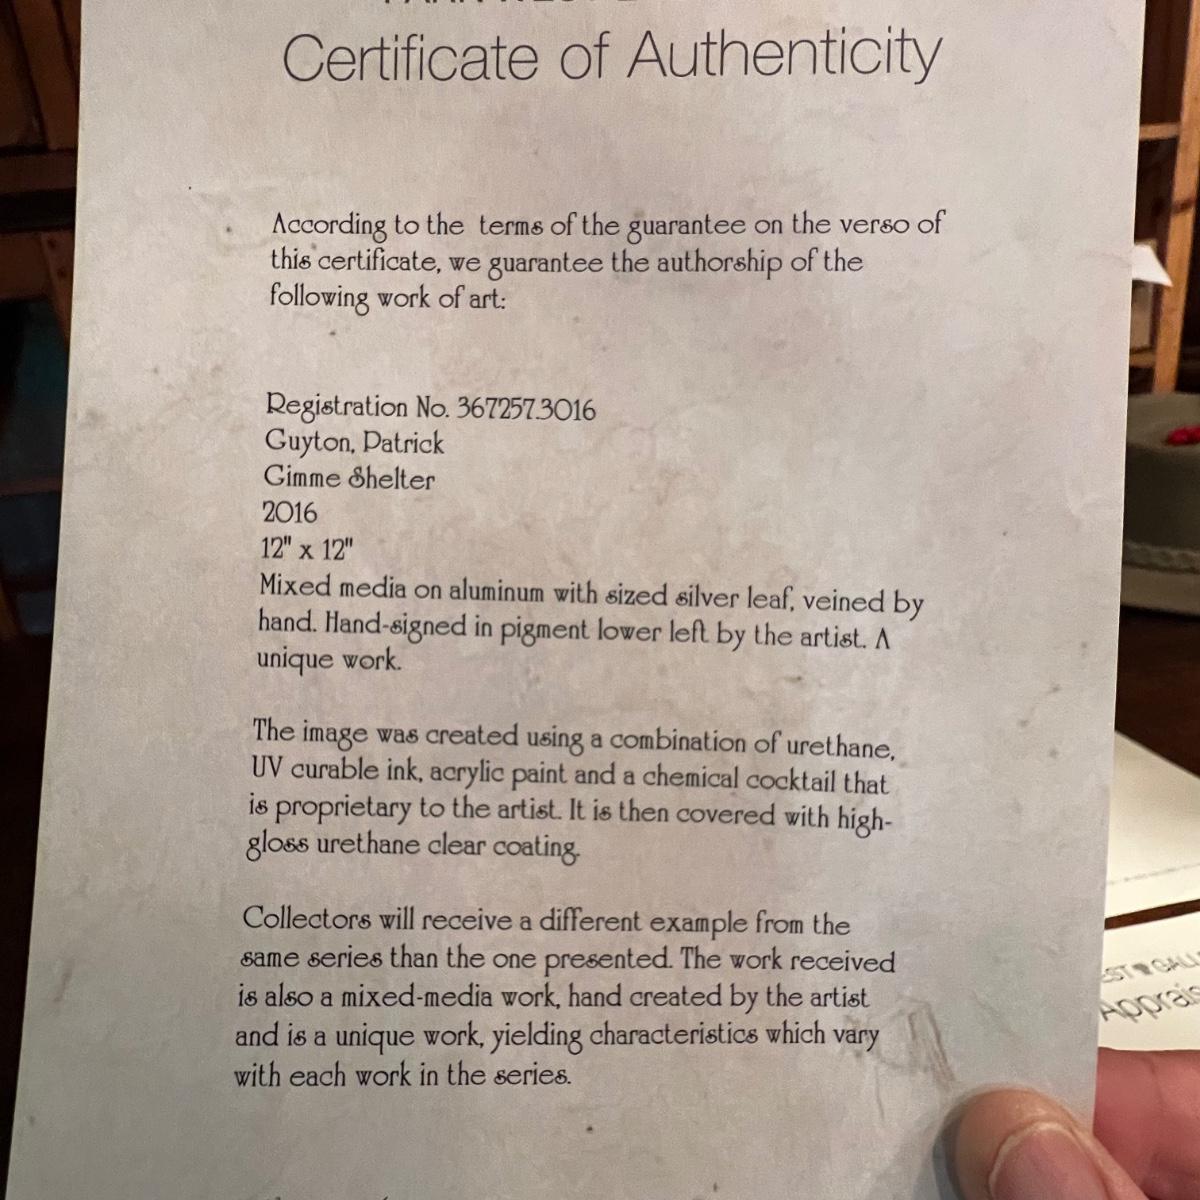 Certificate of Authenticity
According to the terms of the guarantee on the verso of
this certificate, we guarantee the authorship of the
following work of art:
Registration No. 367257.3016
Guyton, Patrick
Gimme Shelter
2016
12" x 12"
Mixed media on aluminum with sized silver leaf, veined by
hand. Hand-signed in pigment lower left by the artist. A
unique work.
The image was created using a combination of urethane,
UV curable ink, acrylic paint and a chemical cocktail that
is proprietary to the artist. It is then covered with high-
gloss urethane clear coating.
Collectors will receive a different example from the
same series than the one presented. The work received
is also a mixed-media work, hand created by the artist
and is a unique work, yielding characteristics which vary
with each work in the series.
EST GALL
Apprais